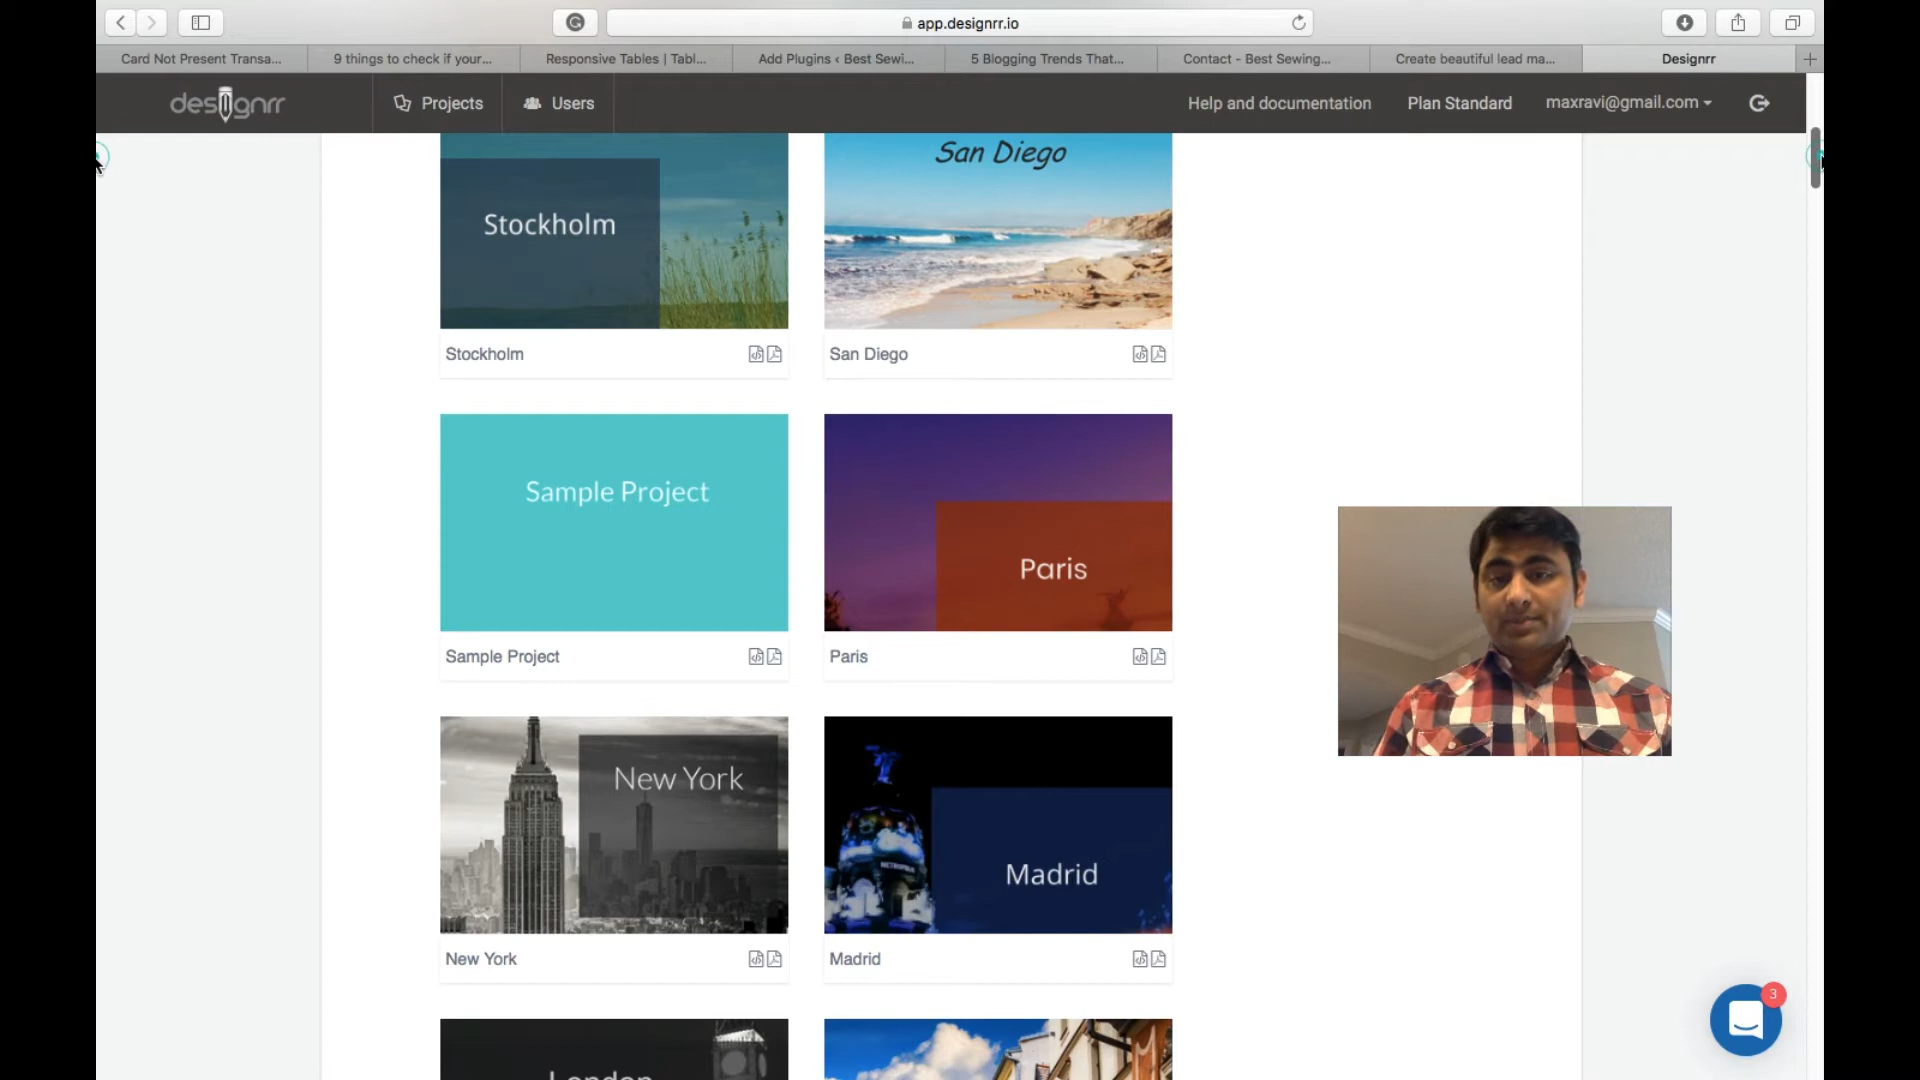 app.designrr.io
Card Not Present Transa...
9 things to check if your...
Responsive Tables | Tabl...
Add Plugins ‹ Best Sewi...
5 Blogging Trends That...
Contact - Best Sewing...
Create beautiful lead ma...
Designrr
designrr
Projects
Users
Help and documentation
Plan Standard
maxravi@gmail.com
Stockholm
San Diego
Stockholm
San Diego
Sample Project
Paris
Sample Project
Paris
New York
METROPOLIS
Madrid
New York
Madrid
London
3